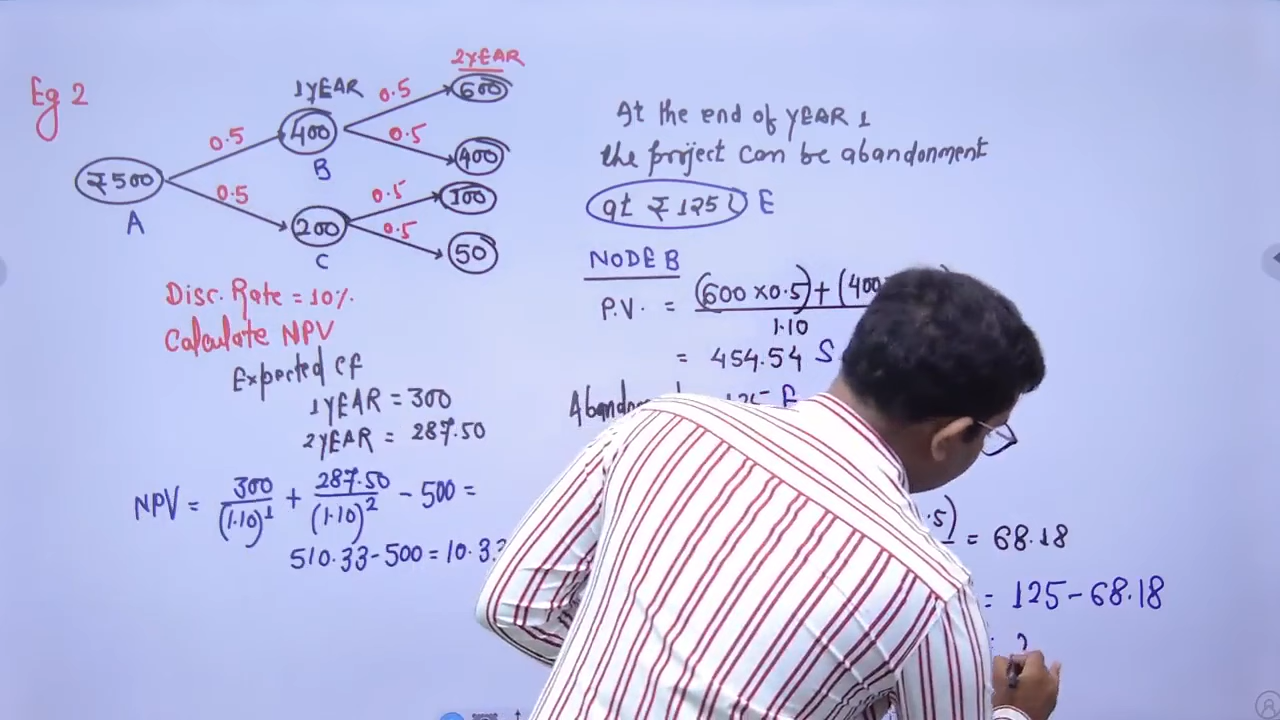 Eg 2
1YEAR
2YEAR
₹500
A
0.5
0.5
400
B
200
C
0.5
0.5
0.5
0.5
600
400
100
50
Disc. Rate = 10%
Calculate NPV
Expected CF
1YEAR = 300
2YEAR = 287.50
NPV = 300/(1.10)^1 + 287.50/(1.10)^2 - 500 =
510.33 - 500 = 10.33
At the end of YEAR 1
the project can be abandonment
at ₹125 E
NODE B
P.V. = (600 x 0.5) + (400
1.10
= 454.54 S
= 68.18
= 125 - 68.18